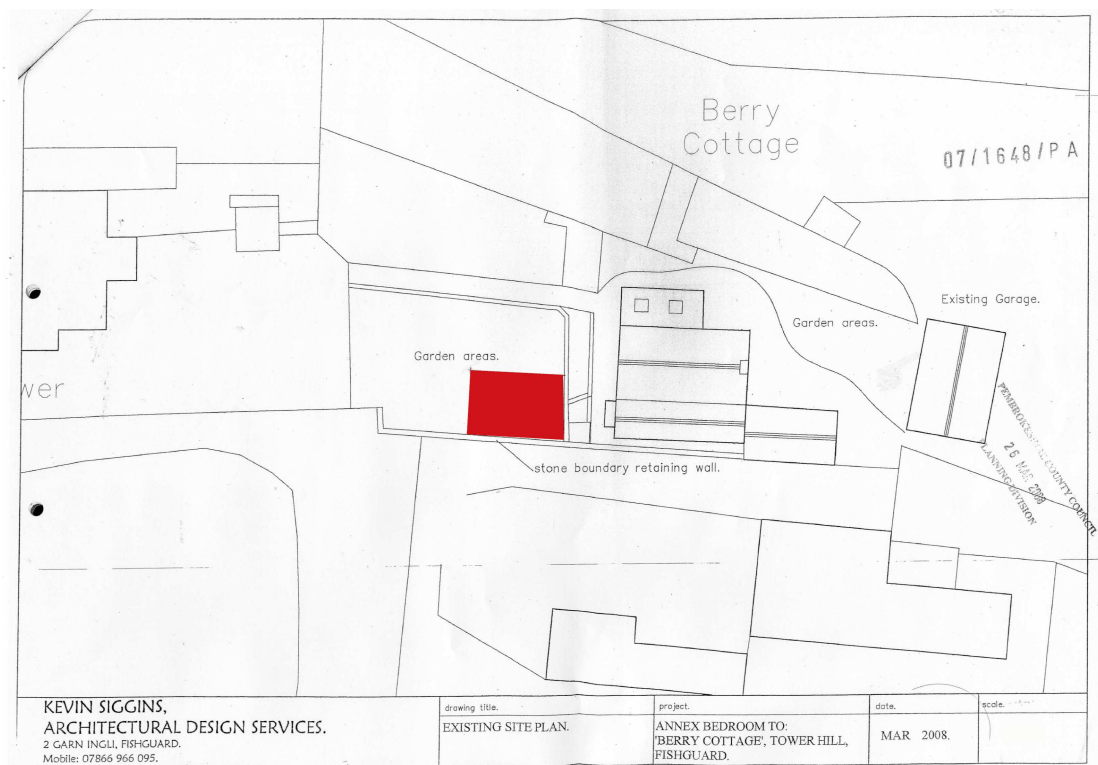 Berry
Cottage
07/1648/PA
Existing Garage.
Garden areas.
Garden areas.
wer
stone boundary retaining wall.
PEMBROKESHIRE COUNTY COUNCIL
26 MAR 2008
PLANNING DIVISION
KEVIN SIGGINS,
ARCHITECTURAL DESIGN SERVICES.
2 GARN INGLI, FISHGUARD.
Mobile: 07866 966 095.
drawing title.
EXISTING SITE PLAN.
project.
ANNEX BEDROOM TO:
'BERRY COTTAGE', TOWER HILL,
FISHGUARD.
date.
MAR 2008.
scale.